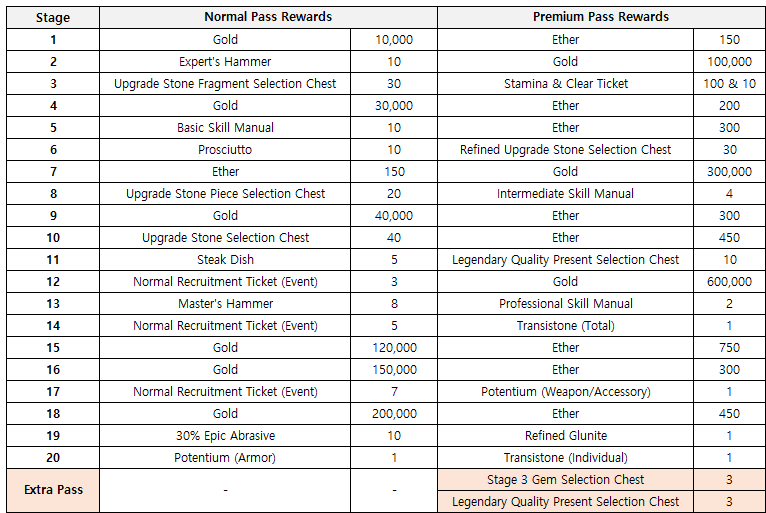 Stage Normal Pass Rewards Premium Pass Rewards
1 Gold 10,000 Ether 150
2 Expert's Hammer 10 Gold 100,000
3 Upgrade Stone Fragment Selection Chest 30 Stamina & Clear Ticket 100 & 10
4 Gold 30,000 Ether 200
5 Basic Skill Manual 10 Ether 300
6 Prosciutto 10 Refined Upgrade Stone Selection Chest 30
7 Ether 150 Gold 300,000
8 Upgrade Stone Piece Selection Chest 20 Intermediate Skill Manual 4
9 Gold 40,000 Ether 300
10 Upgrade Stone Selection Chest 40 Ether 450
11 Steak Dish 5 Legendary Quality Present Selection Chest 10
12 Normal Recruitment Ticket (Event) 3 Gold 600,000
13 Master's Hammer 8 Professional Skill Manual 2
14 Normal Recruitment Ticket (Event) 5 Transistone (Total) 1
15 Gold 120,000 Ether 750
16 Gold 150,000 Ether 300
17 Normal Recruitment Ticket (Event) 7 Potentium (Weapon/Accessory) 1
18 Gold 200,000 Ether 450
19 30% Epic Abrasive 10 Refined Glunite 1
20 Potentium (Armor) 1 Transistone (Individual) 1
Extra Pass - - Stage 3 Gem Selection Chest 3
Legendary Quality Present Selection Chest 3